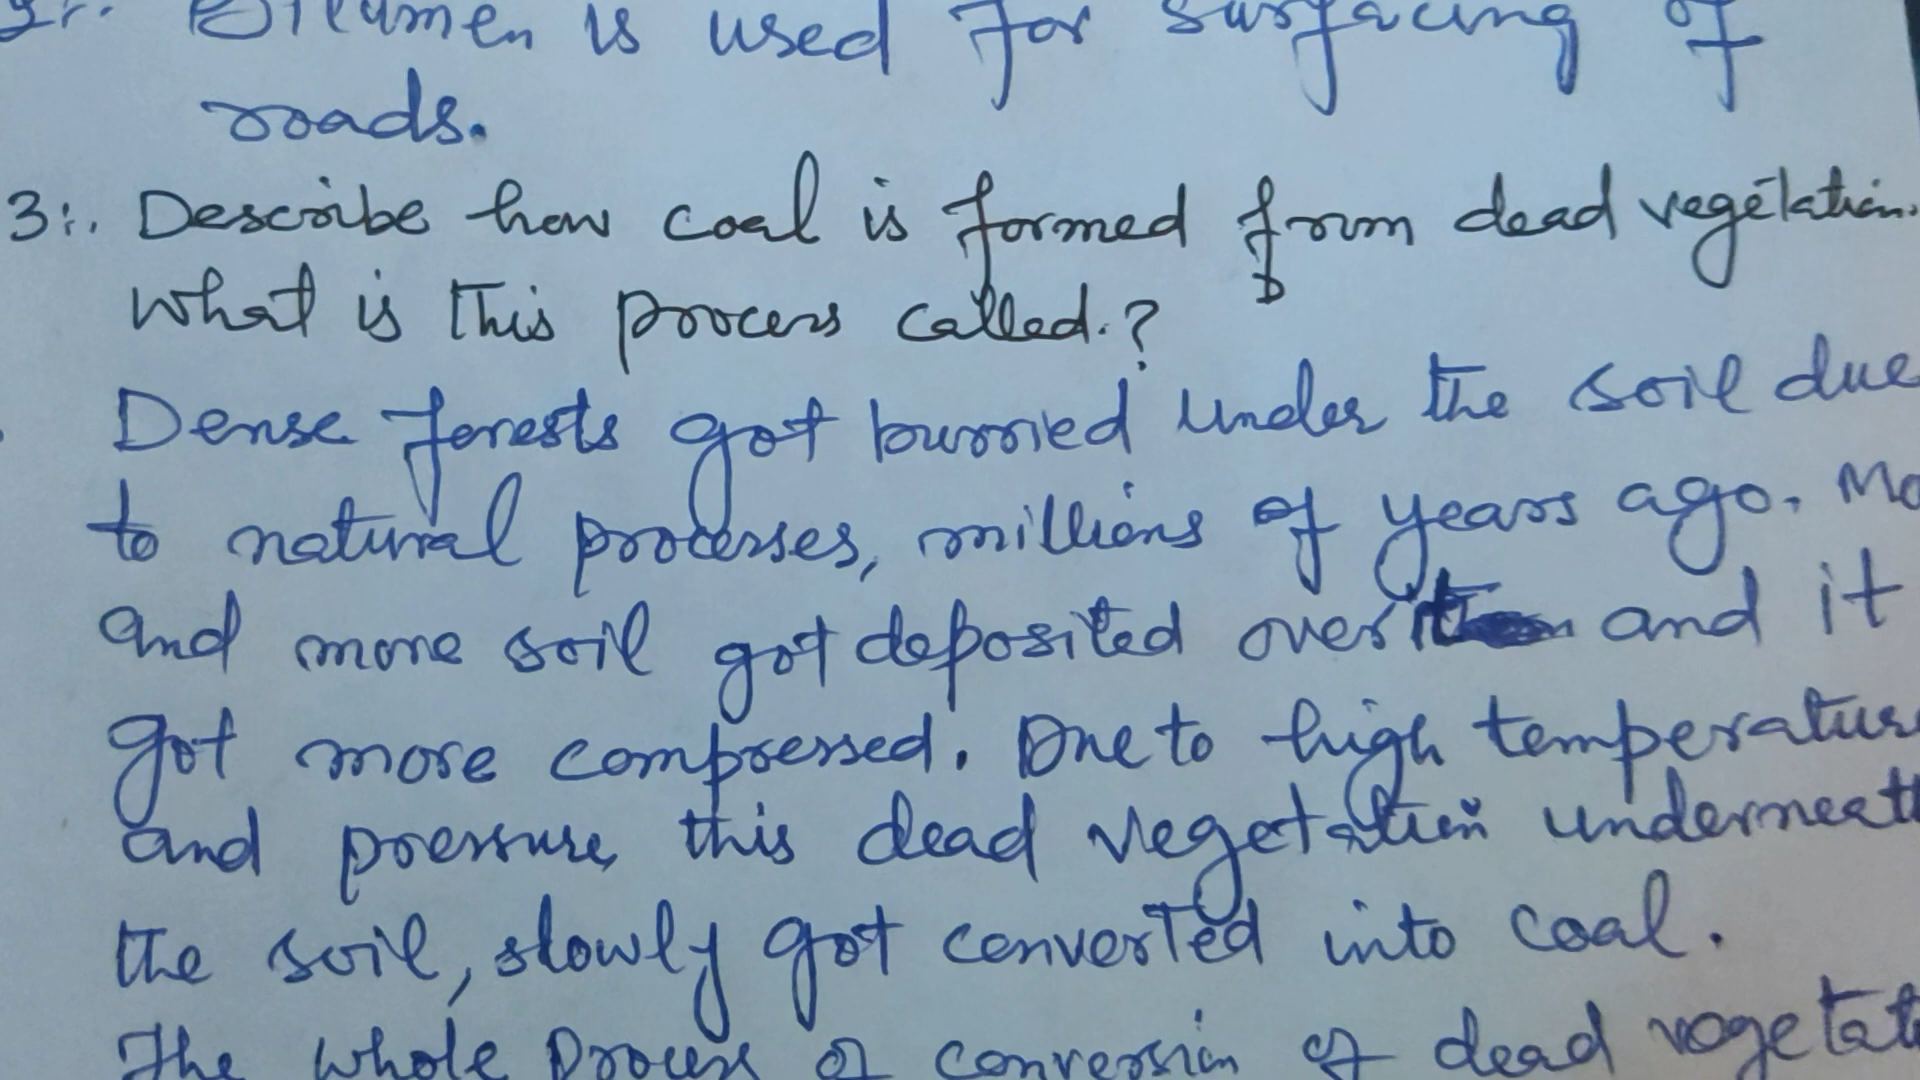 Bitumen is used for surfacing of
roads.
3:. Describe how coal is formed from dead vegetation.
What is this process called.?
Dense forests got burried under the soil due
to natural processes, millions of years ago. Mo
and more soil got deposited over it and it
got more compressed. Due to high temperature
and pressure, this dead vegetation underneath
the soil, slowly got converted into coal.
The whole process of conversion of dead vegetat